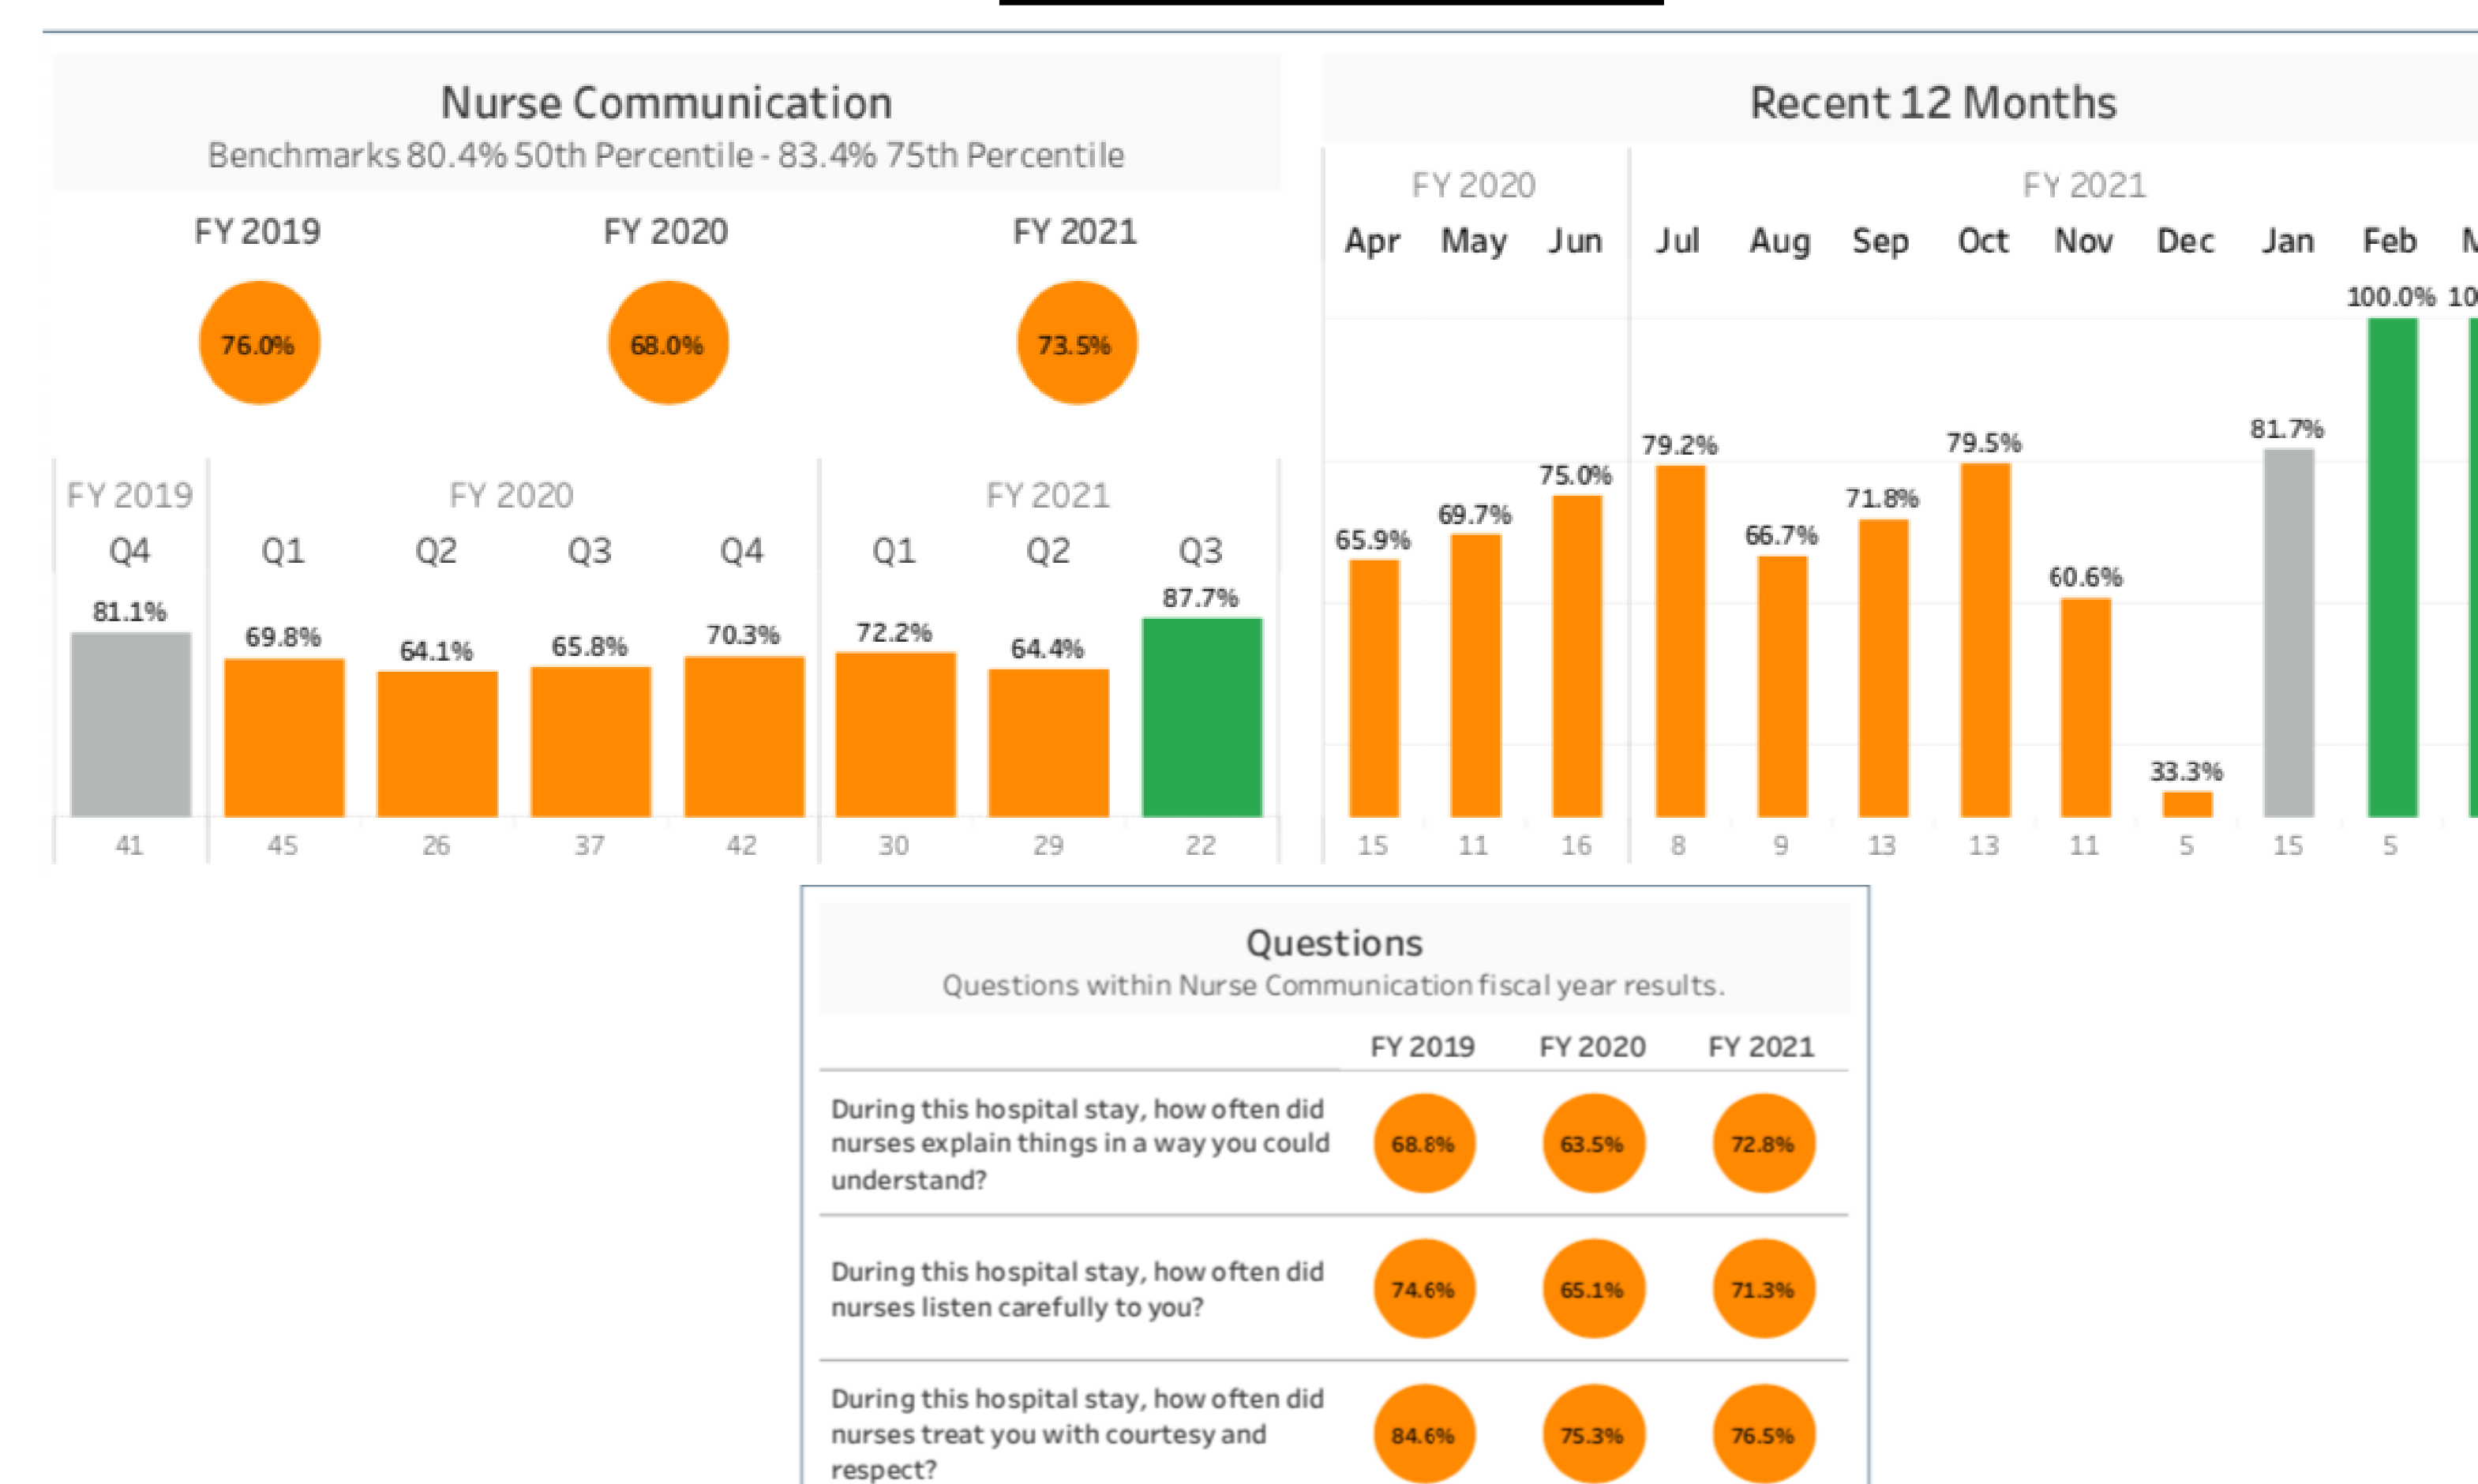 Nurse Communication
Benchmarks 80.4% 50th Percentile - 83.4% 75th Percentile
FY 2019 FY 2020 FY 2021
76.0% 68.0% 73.5%
FY 2019 FY 2020 FY 2021
Q4 Q1 Q2 Q3 Q4 Q1 Q2 Q3
81.1% 69.8% 64.1% 65.8% 70.3% 72.2% 64.4% 87.7%
41 45 26 37 42 30 29 22
Recent 12 Months
FY 2020 FY 2021
Apr May Jun Jul Aug Sep Oct Nov Dec Jan Feb
65.9% 69.7% 75.0% 79.2% 66.7% 71.8% 79.5% 60.6% 33.3% 81.7% 100.0%
15 11 16 8 9 13 13 11 5 15 5
Questions
Questions within Nurse Communication fiscal year results.
FY 2019 FY 2020 FY 2021
During this hospital stay, how often did
nurses explain things in a way you could
understand?
68.8% 63.5% 72.8%
During this hospital stay, how often did
nurses listen carefully to you?
74.6% 65.1% 71.3%
During this hospital stay, how often did
nurses treat you with courtesy and
respect?
84.6% 75.3% 76.5%